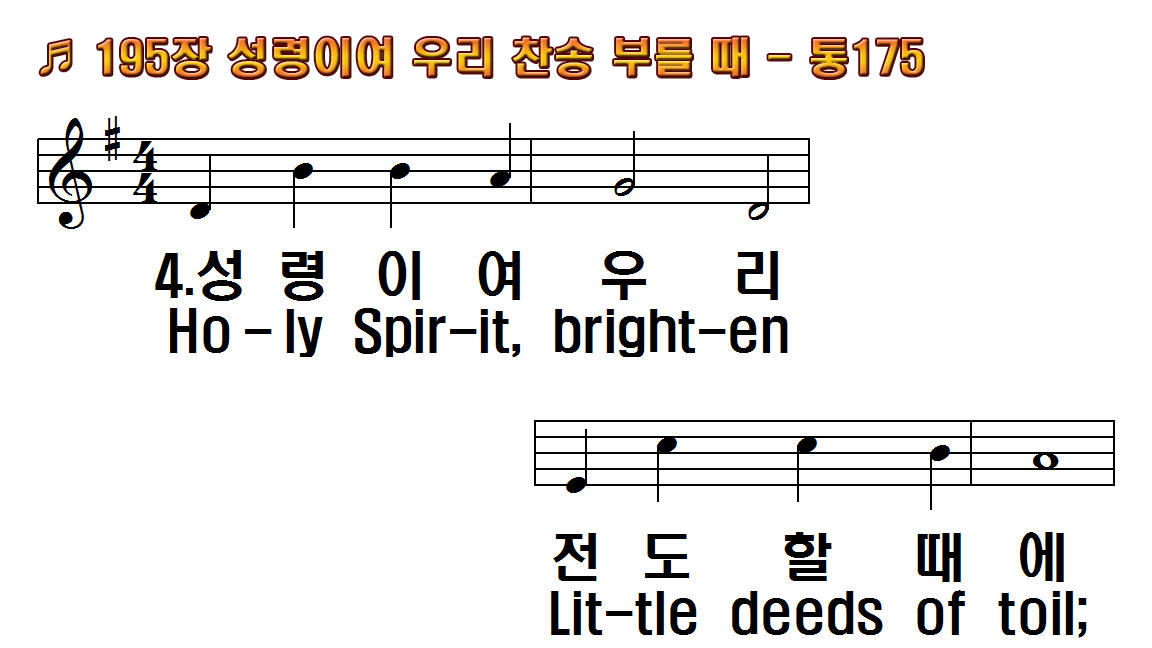 ♬ 195장 성령이여 우리 찬송 부를 때 - 통175
4.성 령 이 여 우 리
Ho-ly Spir-it, bright-en
전 도 할 때 에
Lit-tle deeds of toil;